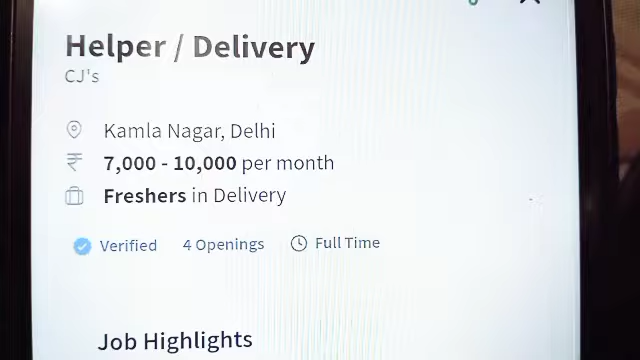 Helper / Delivery
CJ's
Kamla Nagar, Delhi
₹ 7,000 - 10,000 per month
Freshers in Delivery
Verified 4 Openings Full Time
Job Highlights